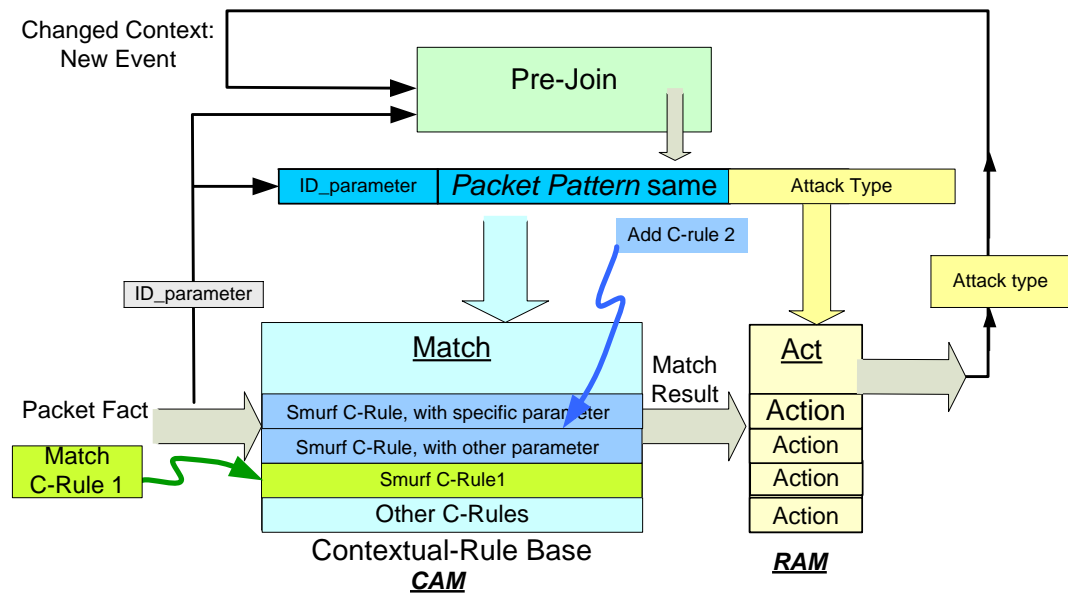 Changed Context:
New Event
Pre-Join
ID_parameter
Packet Pattern same
Attack Type
Add C-rule 2
ID_parameter
Attack type
Match
Act
Match
Result
Packet Fact
Smurf C-Rule, with specific parameter
Action
Smurf C-Rule, with other parameter
Action
Match
C-Rule 1
Smurf C-Rule1
Action
Other C-Rules
Action
Contextual-Rule Base
CAM
RAM